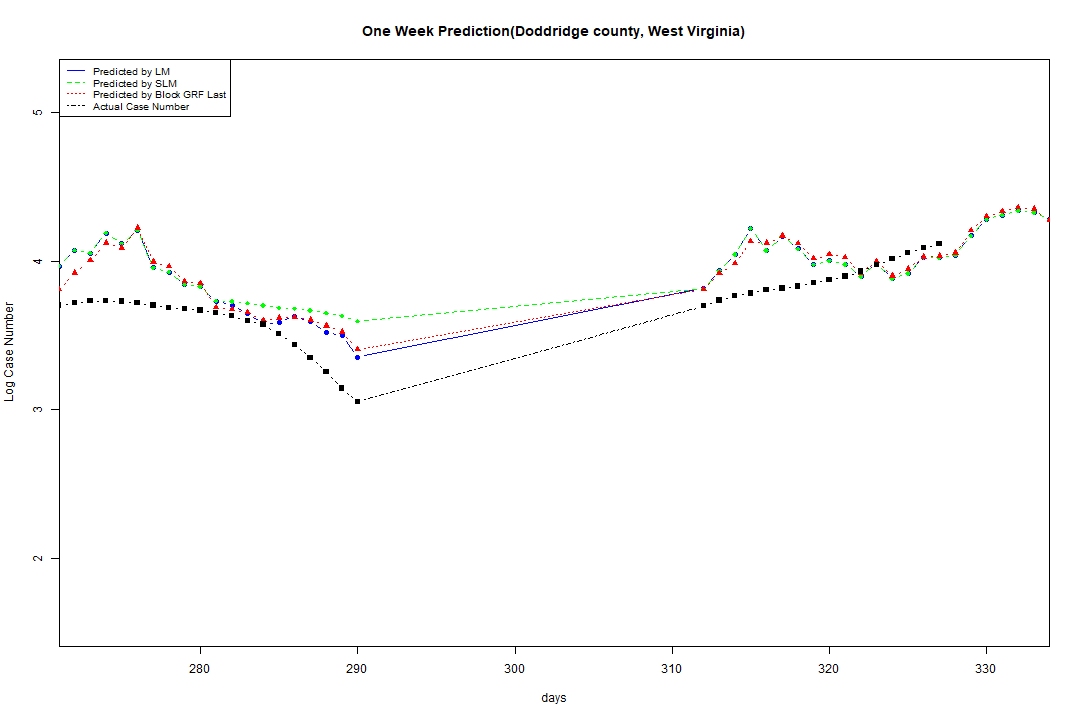 One Week Prediction(Doddridge county, West Virginia)
Predicted by LM
Predicted by SLM
Predicted by Block GRF Last
Actual Case Number
5
4
3
2
Log Case Number
280 290 300 310 320 330
days